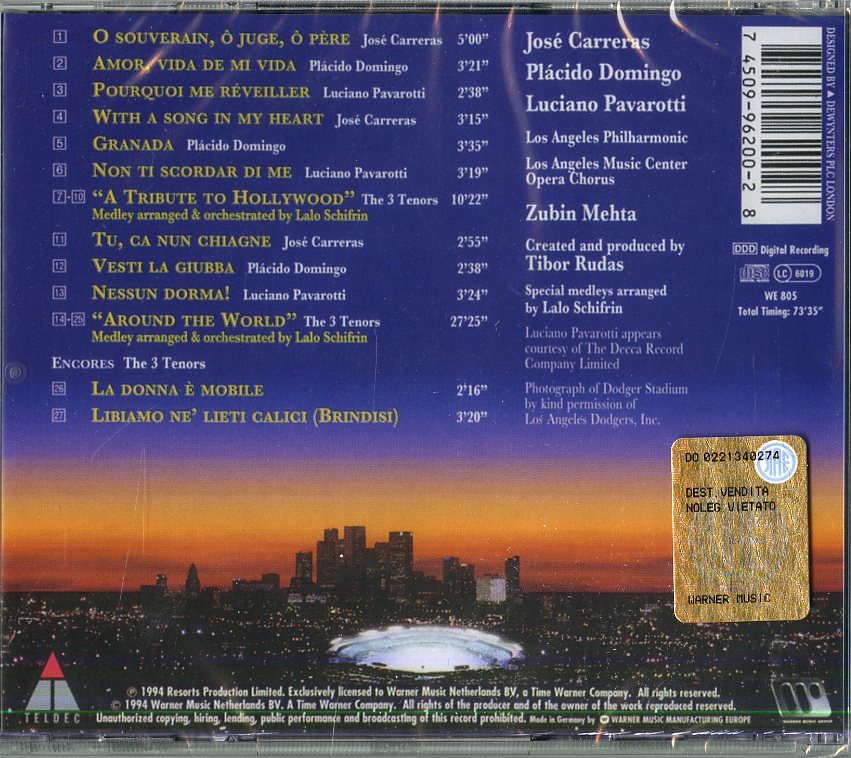 1 O souverain, ô juge, ô père José Carreras 5'00"
2 Amor, vida de mi vida Plácido Domingo 3'21"
3 Pourquoi me réveiller Luciano Pavarotti 2'38"
4 With a song in my heart José Carreras 3'15"
5 Granada Plácido Domingo 3'35"
6 Non ti scordar di me Luciano Pavarotti 3'19"
7-10 “A Tribute to Hollywood” The 3 Tenors 10'22"
Medley arranged & orchestrated by Lalo Schifrin
11 Tu, ca nun chiagne José Carreras 2'55"
12 Vesti la giubba Plácido Domingo 2'38"
13 Nessun dorma! Luciano Pavarotti 3'24"
14-25 “Around the World” The 3 Tenors 27'25"
Medley arranged & orchestrated by Lalo Schifrin
Encores The 3 Tenors
26 La donna è mobile 2'16"
27 Libiamo ne' lieti calici (Brindisi) 3'20"
José Carreras
Plácido Domingo
Luciano Pavarotti
Los Angeles Philharmonic
Los Angeles Music Center
Opera Chorus
Zubin Mehta
Created and produced by
Tibor Rudas
Special medleys arranged
by Lalo Schifrin
Luciano Pavarotti appears
courtesy of The Decca Record
Company Limited
Photograph of Dodger Stadium
by kind permission of
Los Angeles Dodgers, Inc.
7 45099-6200-2 8
DESIGNED BY DEWYNTERS PLC LONDON
DDD Digital Recording
disc DIGITAL AUDIO LC 6019
WE 805
Total Timing: 73'35"
DO 0221340274
DEST.VENDITA
NOLEG.VIETATO
WARNER MUSIC
TELDEC
℗ 1994 Resorts Production Limited. Exclusively licensed to Warner Music Netherlands BV, a Time Warner Company. All rights reserved.
© 1994 Warner Music Netherlands BV. A Time Warner Company. All rights of the producer and of the owner of the work reproduced reserved.
Unauthorized copying, hiring, lending, public performance and broadcasting of this record prohibited. Made in Germany by WARNER MUSIC MANUFACTURING EUROPE
WARNER MUSIC GROUP